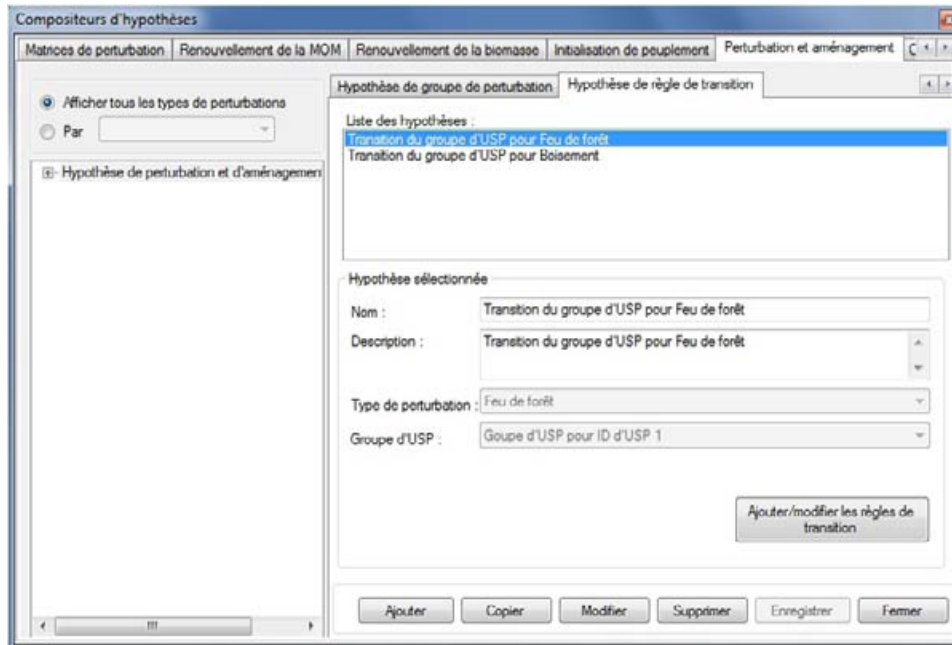 Compositeurs d'hypothèses
Matrices de perturbation Renouvellement de la MOM Renouvellement de la biomasse Initialisation de peuplement Perturbation et aménagement
Afficher tous les types de perturbations
Par
Hypothèse de perturbation et d'aménagemen
Hypothèse de groupe de perturbation Hypothèse de règle de transition
Liste des hypothèses :
Transition du groupe d'USP pour Feu de forêt
Transition du groupe d'USP pour Boisement
Hypothèse sélectionnée
Nom : Transition du groupe d'USP pour Feu de forêt
Description : Transition du groupe d'USP pour Feu de forêt
Type de perturbation : Feu de forêt
Groupe d'USP : Goupe d'USP pour ID d'USP 1
Ajouter/modifier les règles de
transition
Ajouter Copier Modifier Supprimer Enregistrer Fermer